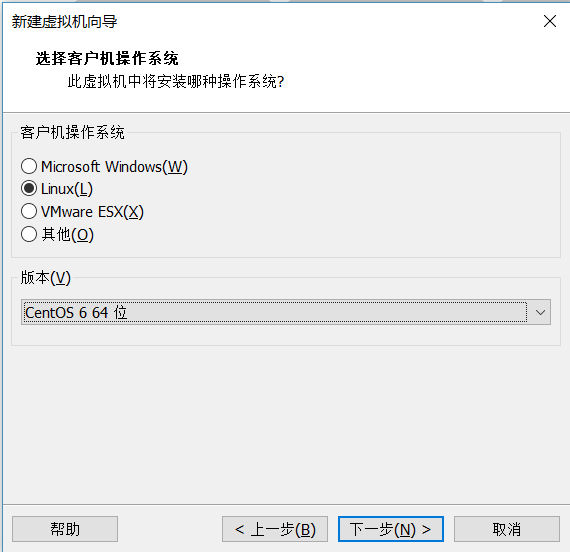 新建虚拟机向导
选择客户机操作系统
此虚拟机中将安装哪种操作系统?
客户机操作系统
Microsoft Windows(W)
Linux(L)
VMware ESX(X)
其他(O)
版本(V)
CentOS 6 64 位
帮助
< 上一步(B)
下一步(N) >
取消